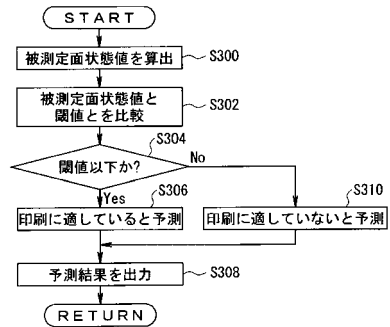 START
被測定面状態値を算出
S300
被測定面状態値と
閾値とを比較
S302
S304
閾値以下か?
No
Yes
S306
印刷に適していると予測
S310
印刷に適していないと予測
予測結果を出力
S308
RETURN